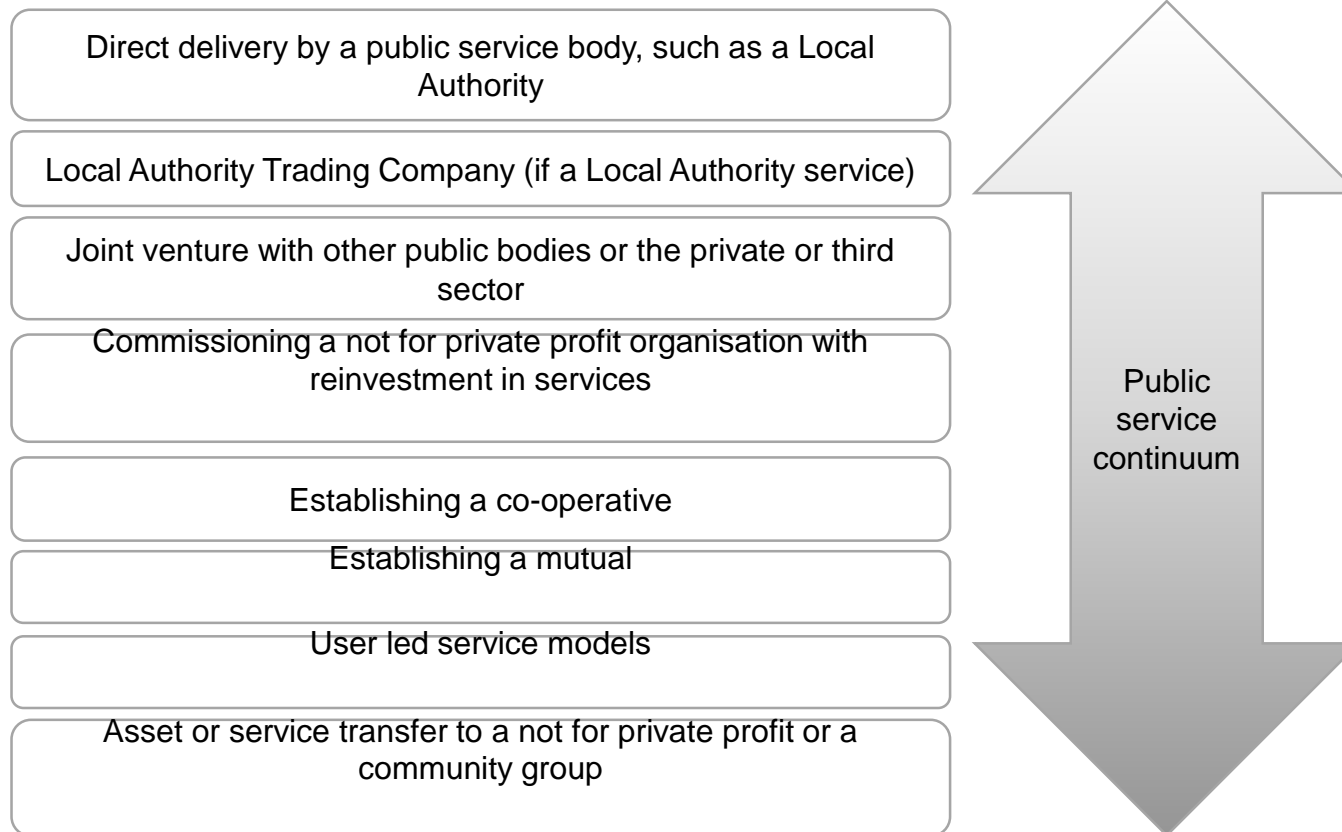 Direct delivery by a public service body, such as a Local
Authority
Local Authority Trading Company (if a Local Authority service)
Joint venture with other public bodies or the private or third
sector
Commissioning a not for private profit organisation with
reinvestment in services
Establishing a co-operative
Establishing a mutual
User led service models
Asset or service transfer to a not for private profit or a
community group
Public
service
continuum